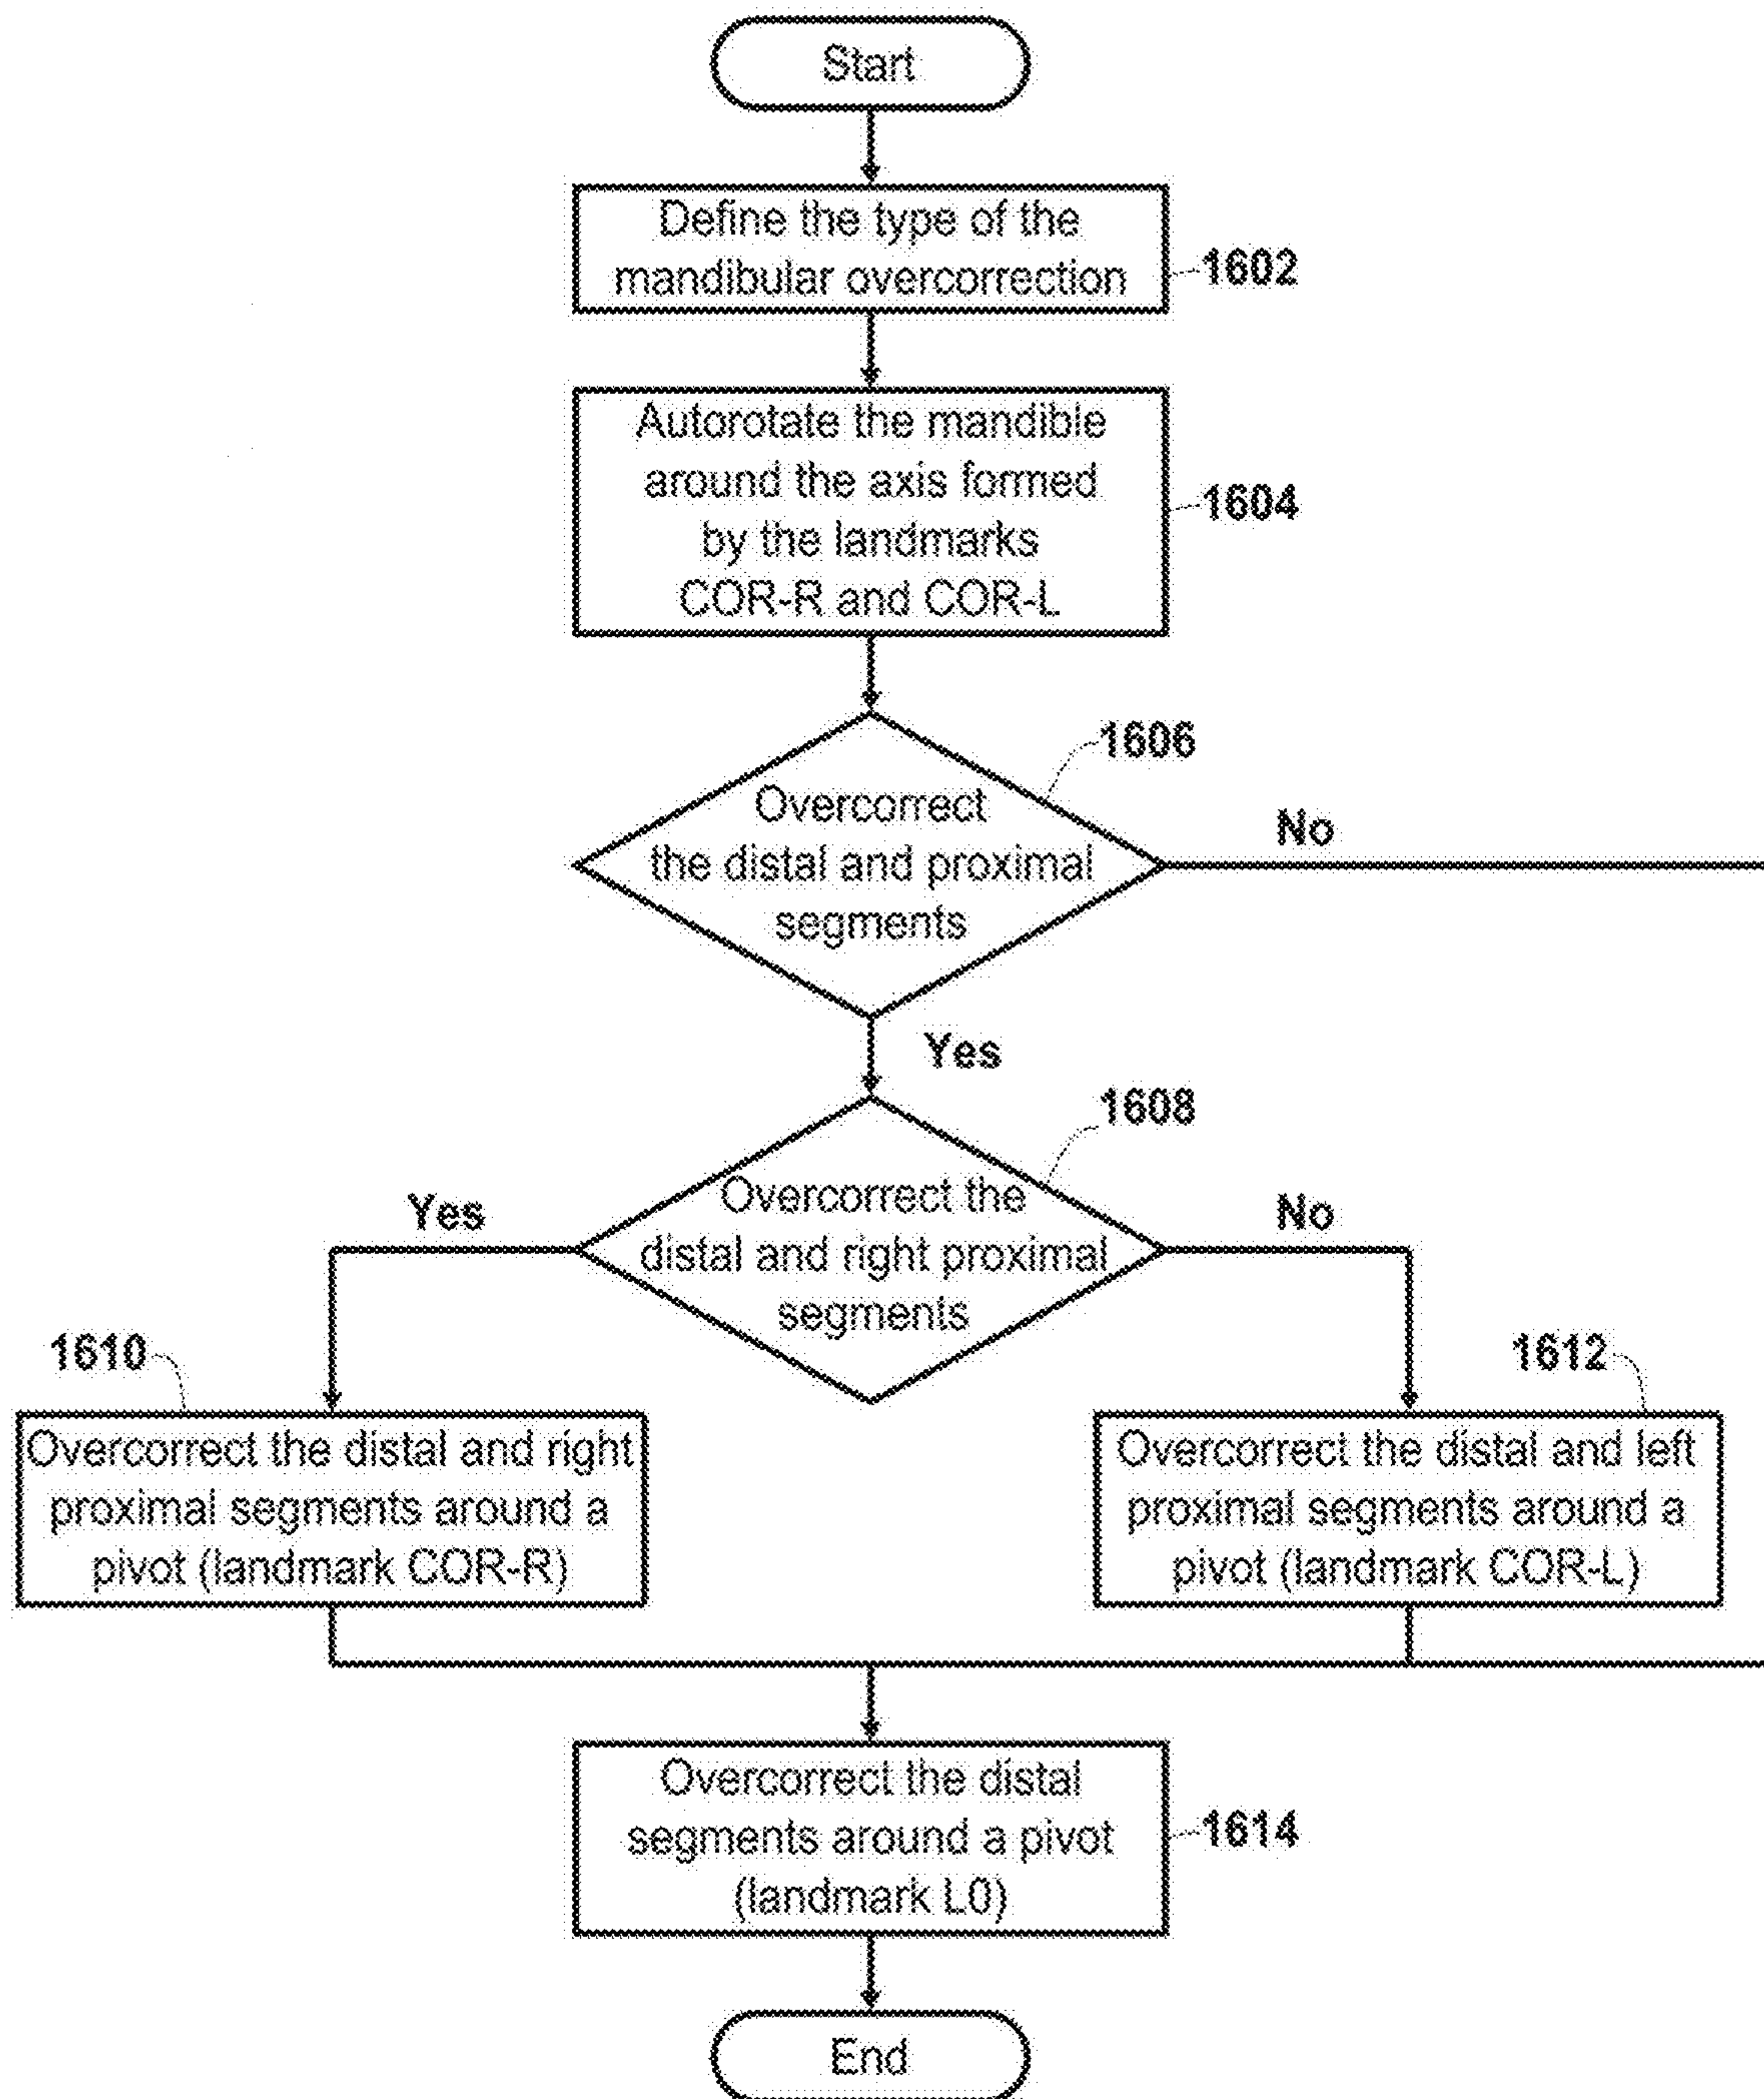 Start
Define the type of the
mandibular overcorrection
1602
Autorotate the mandible
around the axis formed
by the landmarks
COR-R and COR-L
1604
1606
Overcorrect
the distal and proximal
segments
No
Yes
1608
Overcorrect the
distal and right proximal
segments
Yes
No
1610
Overcorrect the distal and right
proximal segments around a
pivot (landmark COR-R)
1612
Overcorrect the distal and left
proximal segments around a
pivot (landmark COR-L)
Overcorrect the distal
segments around a pivot
(landmark L0)
1614
End